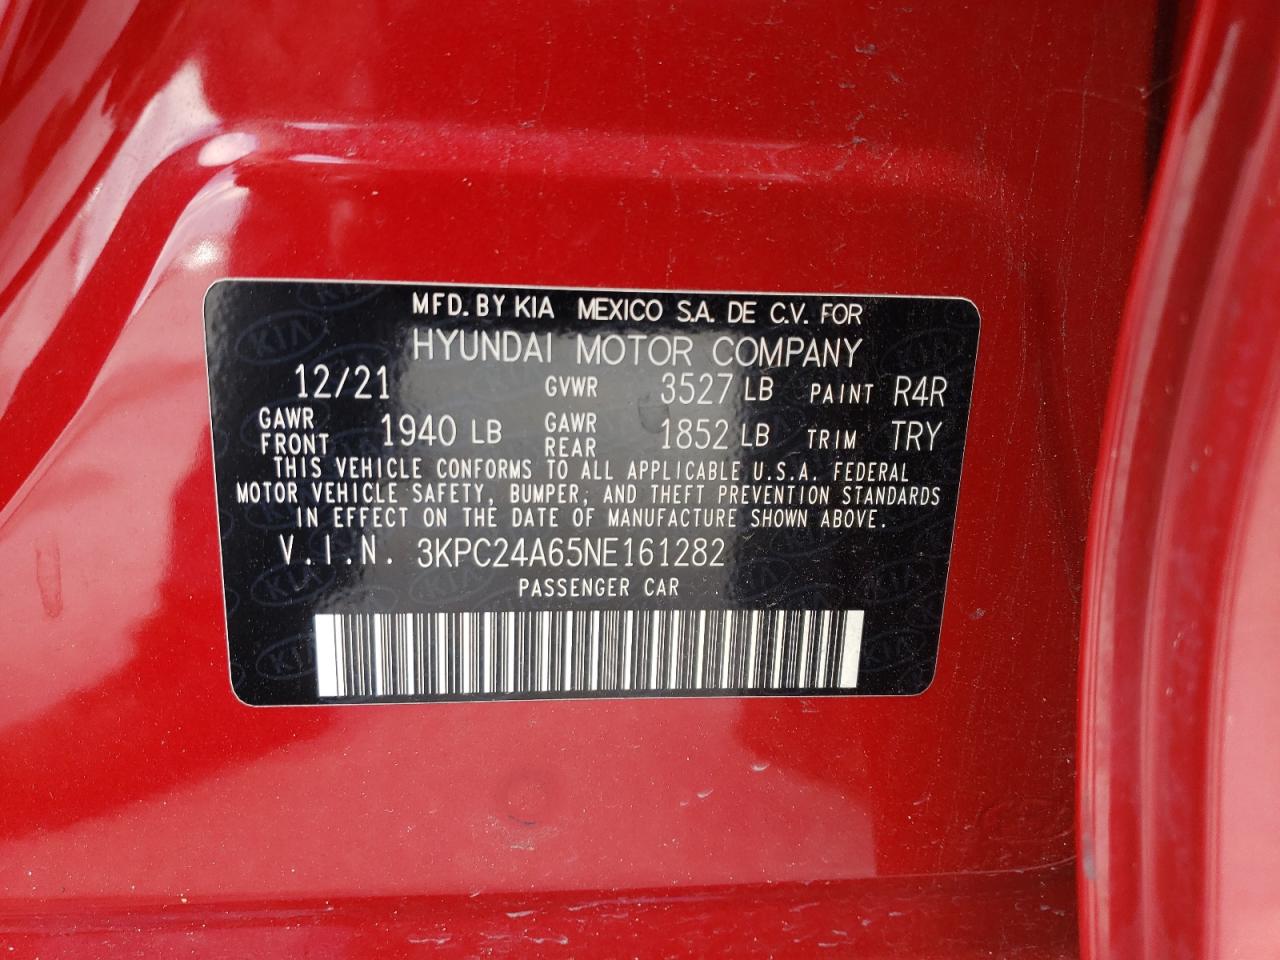 MFD. BY KIA MEXICO S.A. DE C.V. FOR
HYUNDAI MOTOR COMPANY
12/21 GVWR 3527 LB PAINT R4R
GAWR FRONT 1940 LB GAWR REAR 1852 LB TRIM TRY
THIS VEHICLE CONFORMS TO ALL APPLICABLE U.S.A. FEDERAL
MOTOR VEHICLE SAFETY, BUMPER, AND THEFT PREVENTION STANDARDS
IN EFFECT ON THE DATE OF MANUFACTURE SHOWN ABOVE.
V.I.N. 3KPC24A65NE161282
PASSENGER CAR